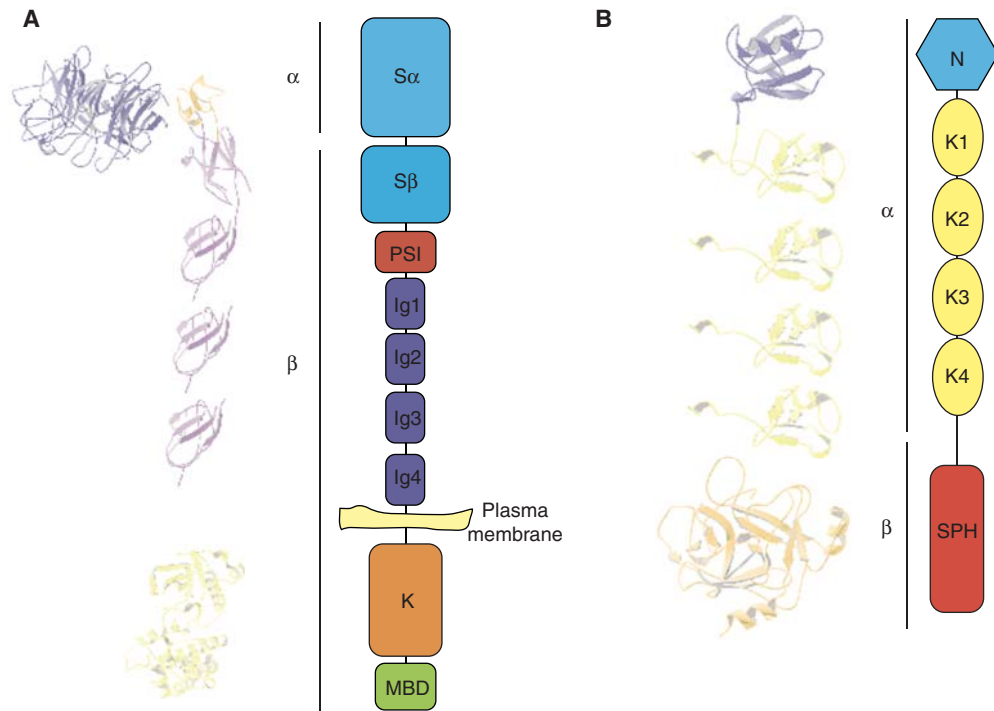 A
α
β
Sα
Sβ
PSI
Ig1
Ig2
Ig3
Ig4
Plasma
membrane
K
MBD
B
α
β
N
K1
K2
K3
K4
SPH